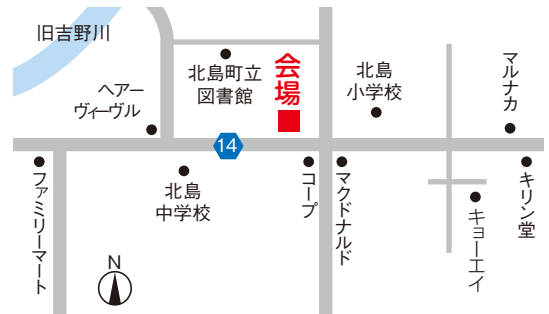 旧吉野川
ヘアー
ヴィーヴル
北島町立
図書館
会場
北島
小学校
マルナカ
14
ファミリーマート
北島
中学校
コープ
マクドナルド
キョーエイ
キリン堂
N